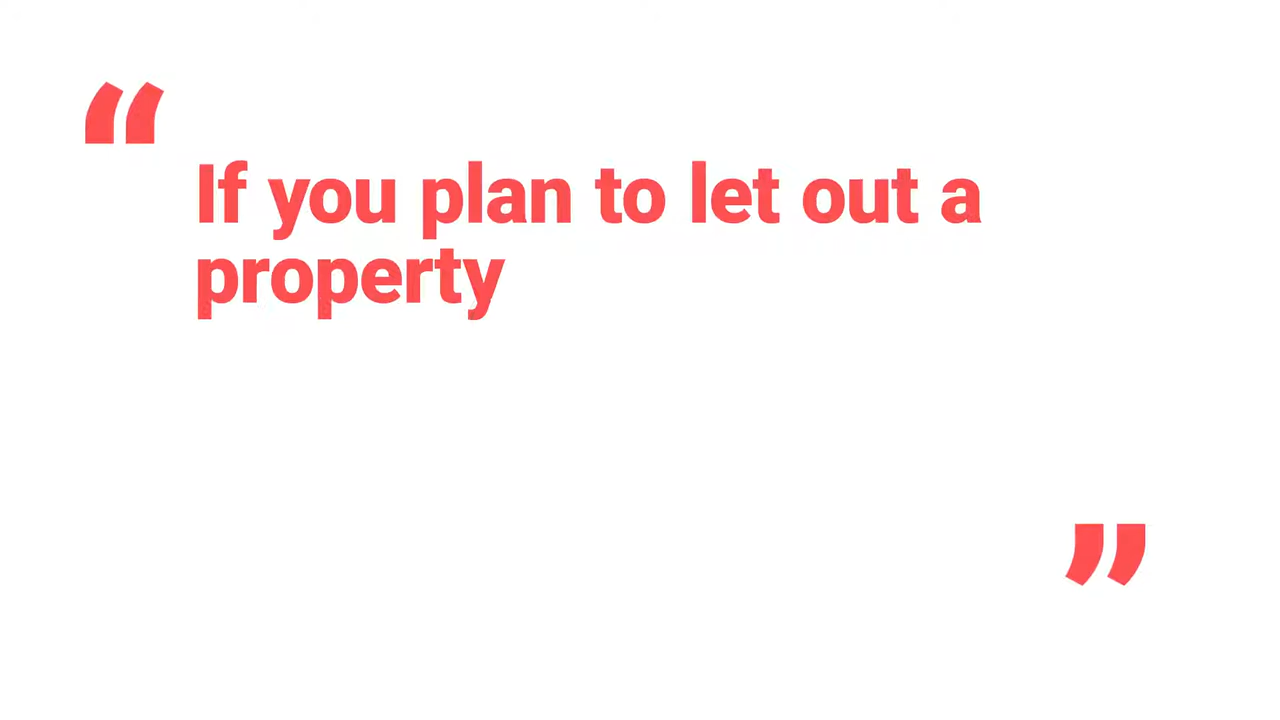 “
If you plan to let out a
property
”